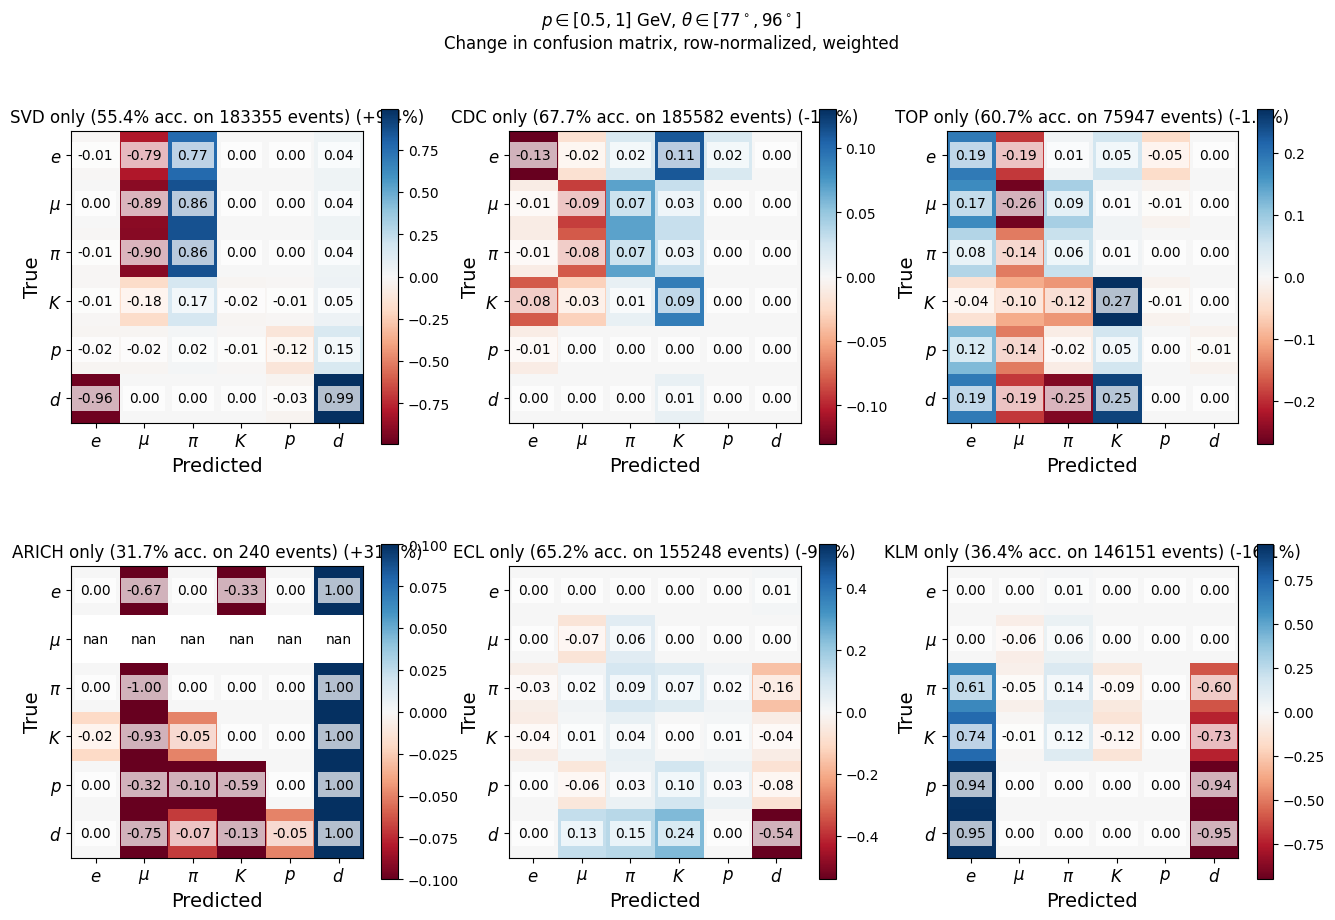 p ∈ [0.5, 1] GeV, θ ∈ [77°, 96°]
Change in confusion matrix, row-normalized, weighted
SVD only (55.4% acc. on 183355 events)
True
e -0.01 -0.79 0.77 0.00 0.00 0.04
μ 0.00 -0.89 0.86 0.00 0.00 0.04
π -0.01 -0.90 0.86 0.00 0.00 0.04
K -0.01 -0.18 0.17 -0.02 -0.01 0.05
p -0.02 -0.02 0.02 -0.01 -0.12 0.15
d -0.96 0.00 0.00 0.00 -0.03 0.99
e μ π K p d
Predicted
0.75
0.50
0.25
0.00
−0.25
−0.50
−0.75
CDC only (67.7% acc. on 185582 events)
True
e -0.13 -0.02 0.02 0.11 0.02 0.00
μ -0.01 -0.09 0.07 0.03 0.00 0.00
π -0.01 -0.08 0.07 0.03 0.00 0.00
K -0.08 -0.03 0.01 0.09 0.00 0.00
p -0.01 0.00 0.00 0.00 0.00 0.00
d 0.00 0.00 0.00 0.01 0.00 0.00
e μ π K p d
Predicted
0.10
0.05
0.00
−0.05
−0.10
TOP only (60.7% acc. on 75947 events)
True
e 0.19 -0.19 0.01 0.05 -0.05 0.00
μ 0.17 -0.26 0.09 0.01 -0.01 0.00
π 0.08 -0.14 0.06 0.01 0.00 0.00
K -0.04 -0.10 -0.12 0.27 -0.01 0.00
p 0.12 -0.14 -0.02 0.05 0.00 -0.01
d 0.19 -0.19 -0.25 0.25 0.00 0.00
e μ π K p d
Predicted
0.2
0.1
0.0
−0.1
−0.2
ARICH only (31.7% acc. on 240 events)
True
e 0.00 -0.67 0.00 -0.33 0.00 1.00
μ nan nan nan nan nan nan
π 0.00 -1.00 0.00 0.00 0.00 1.00
K -0.02 -0.93 -0.05 0.00 0.00 1.00
p 0.00 -0.32 -0.10 -0.59 0.00 1.00
d 0.00 -0.75 -0.07 -0.13 -0.05 1.00
e μ π K p d
Predicted
0.100
0.075
0.050
0.025
0.000
−0.025
−0.050
−0.075
−0.100
ECL only (65.2% acc. on 155248 events)
True
e 0.00 0.00 0.00 0.00 0.00 0.01
μ 0.00 -0.07 0.06 0.00 0.00 0.00
π -0.03 0.02 0.09 0.07 0.02 -0.16
K -0.04 0.01 0.04 0.00 0.01 -0.04
p 0.00 -0.06 0.03 0.10 0.03 -0.08
d 0.00 0.13 0.15 0.24 0.00 -0.54
e μ π K p d
Predicted
0.4
0.2
0.0
−0.2
−0.4
KLM only (36.4% acc. on 146151 events)
True
e 0.00 0.00 0.01 0.00 0.00 0.00
μ 0.00 -0.06 0.06 0.00 0.00 0.00
π 0.61 -0.05 0.14 -0.09 0.00 -0.60
K 0.74 -0.01 0.12 -0.12 0.00 -0.73
p 0.94 0.00 0.00 0.00 0.00 -0.94
d 0.95 0.00 0.00 0.00 0.00 -0.95
e μ π K p d
Predicted
0.75
0.50
0.25
0.00
−0.25
−0.50
−0.75